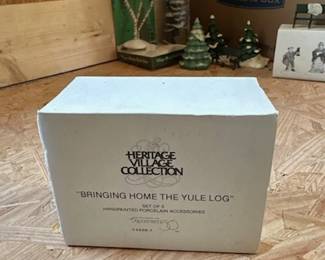 HERITAGE
VILLAGE
COLLECTION
"BRINGING HOME THE YULE LOG"
SET OF 3
HANDPAINTED PORCELAIN ACCESSORIES